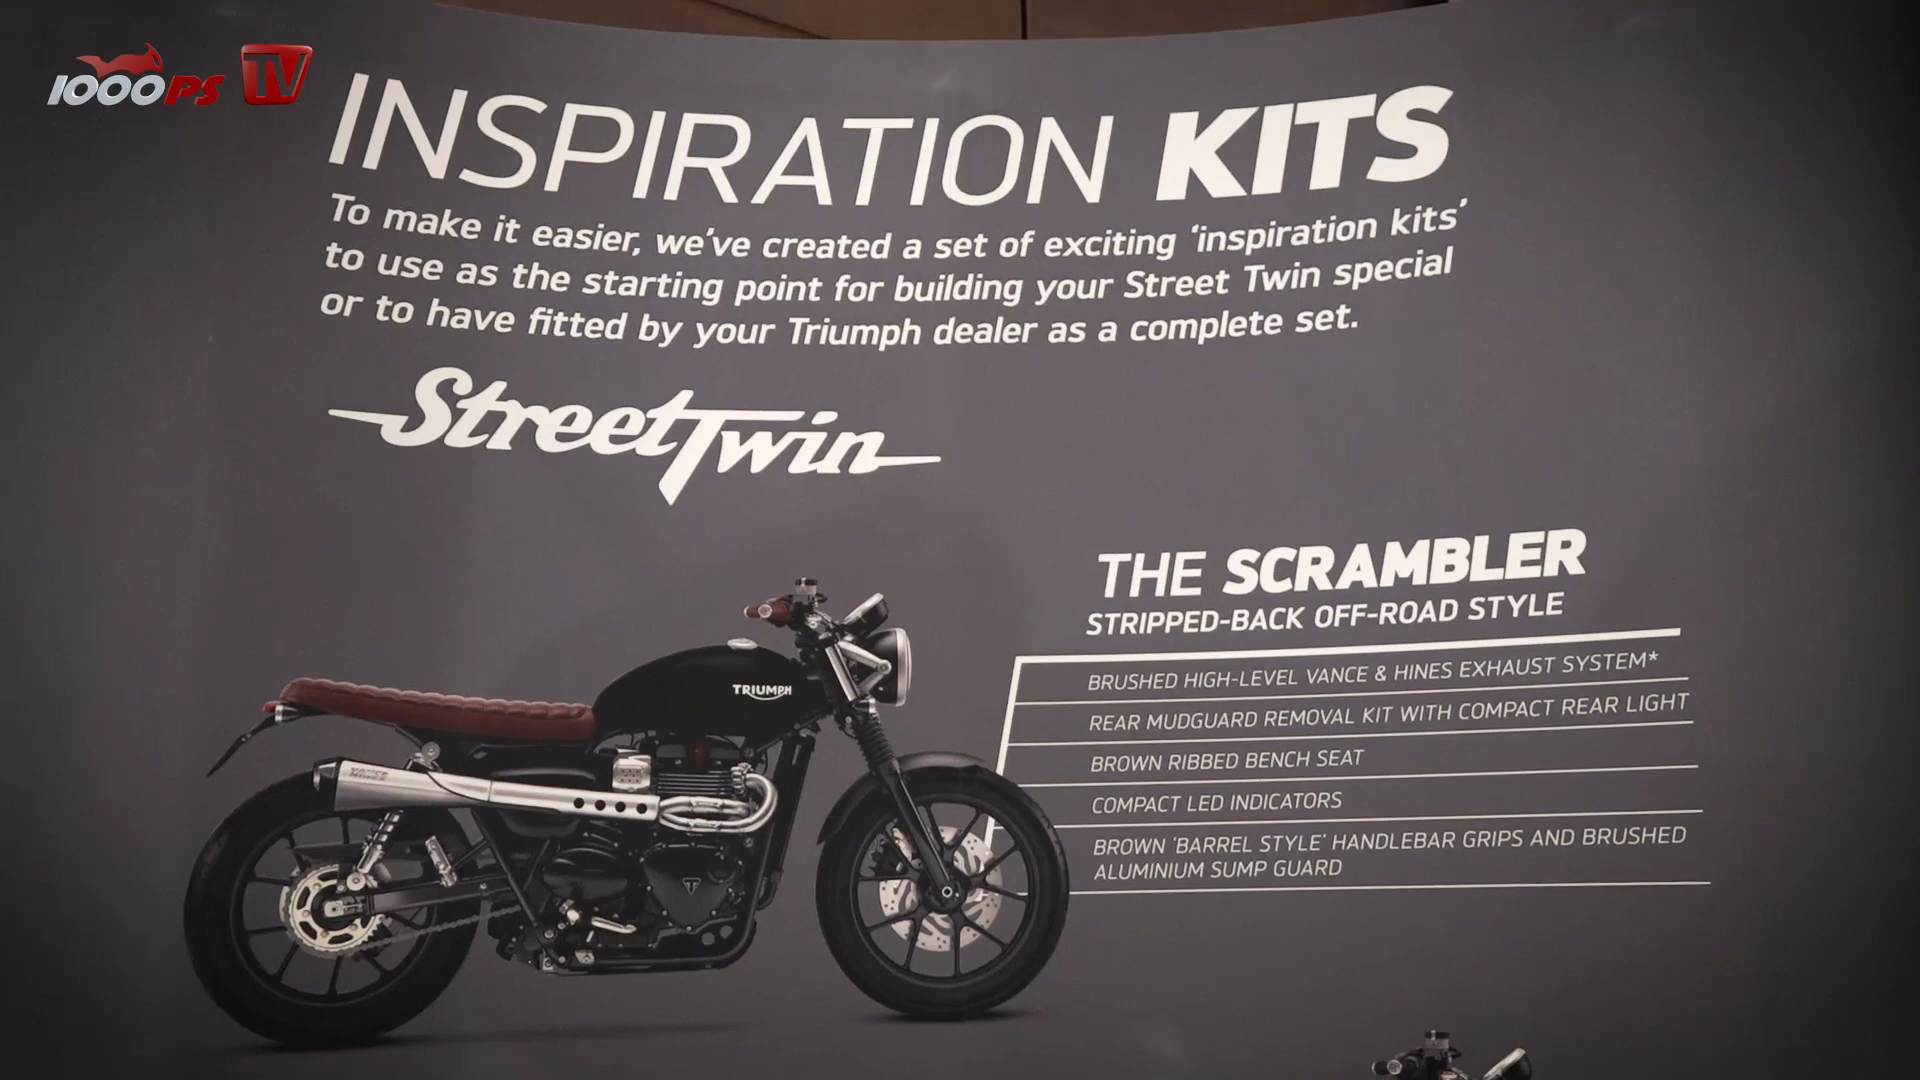 1000PS TV
INSPIRATION KITS
To make it easier, we've created a set of exciting 'inspiration kits'
to use as the starting point for building your Street Twin special
or to have fitted by your Triumph dealer as a complete set.
Street Twin
THE SCRAMBLER
STRIPPED-BACK OFF-ROAD STYLE
BRUSHED HIGH-LEVEL VANCE & HINES EXHAUST SYSTEM*
REAR MUDGUARD REMOVAL KIT WITH COMPACT REAR LIGHT
BROWN RIBBED BENCH SEAT
COMPACT LED INDICATORS
BROWN 'BARREL STYLE' HANDLEBAR GRIPS AND BRUSHED
ALUMINIUM SUMP GUARD
TRIUMPH
VANCE
HINES